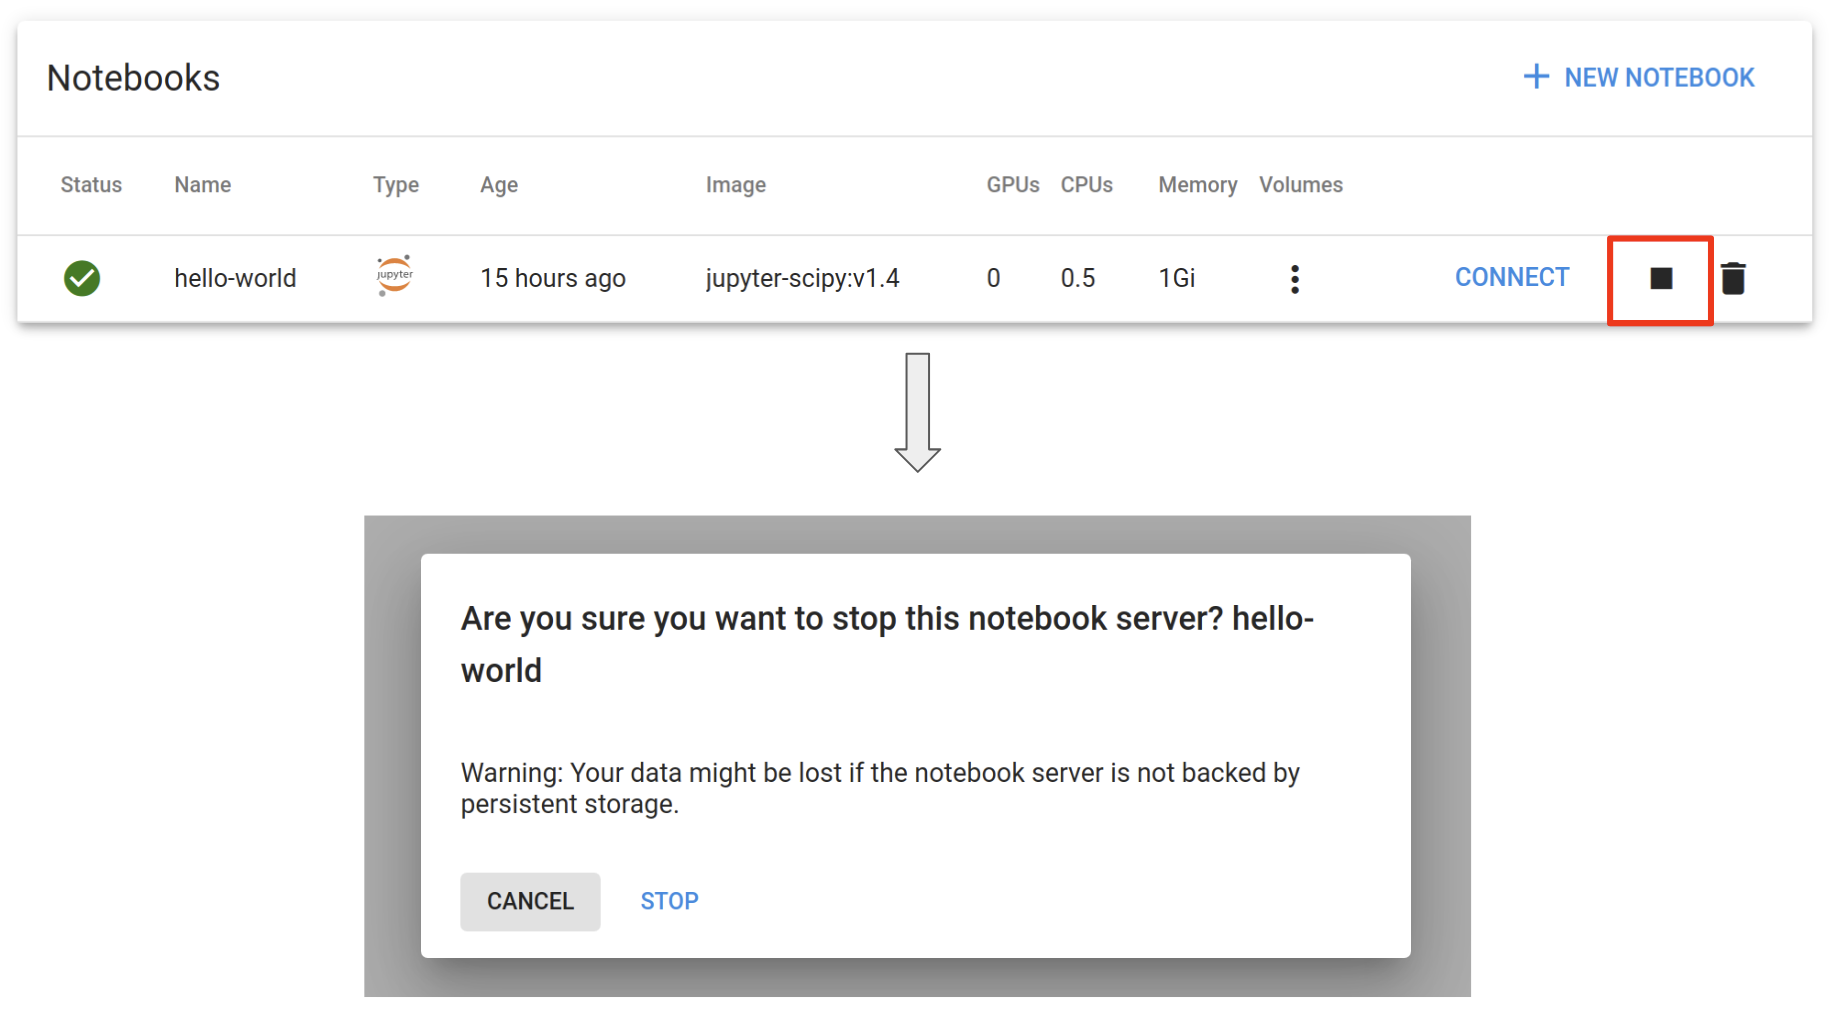 Notebooks
NEW NOTEBOOK
Status Name Type Age Image GPUs CPUs Memory Volumes
hello-world jupyter 15 hours ago jupyter-scipy:v1.4 0 0.5 1Gi CONNECT
Are you sure you want to stop this notebook server? hello-
world
Warning: Your data might be lost if the notebook server is not backed by
persistent storage.
CANCEL STOP